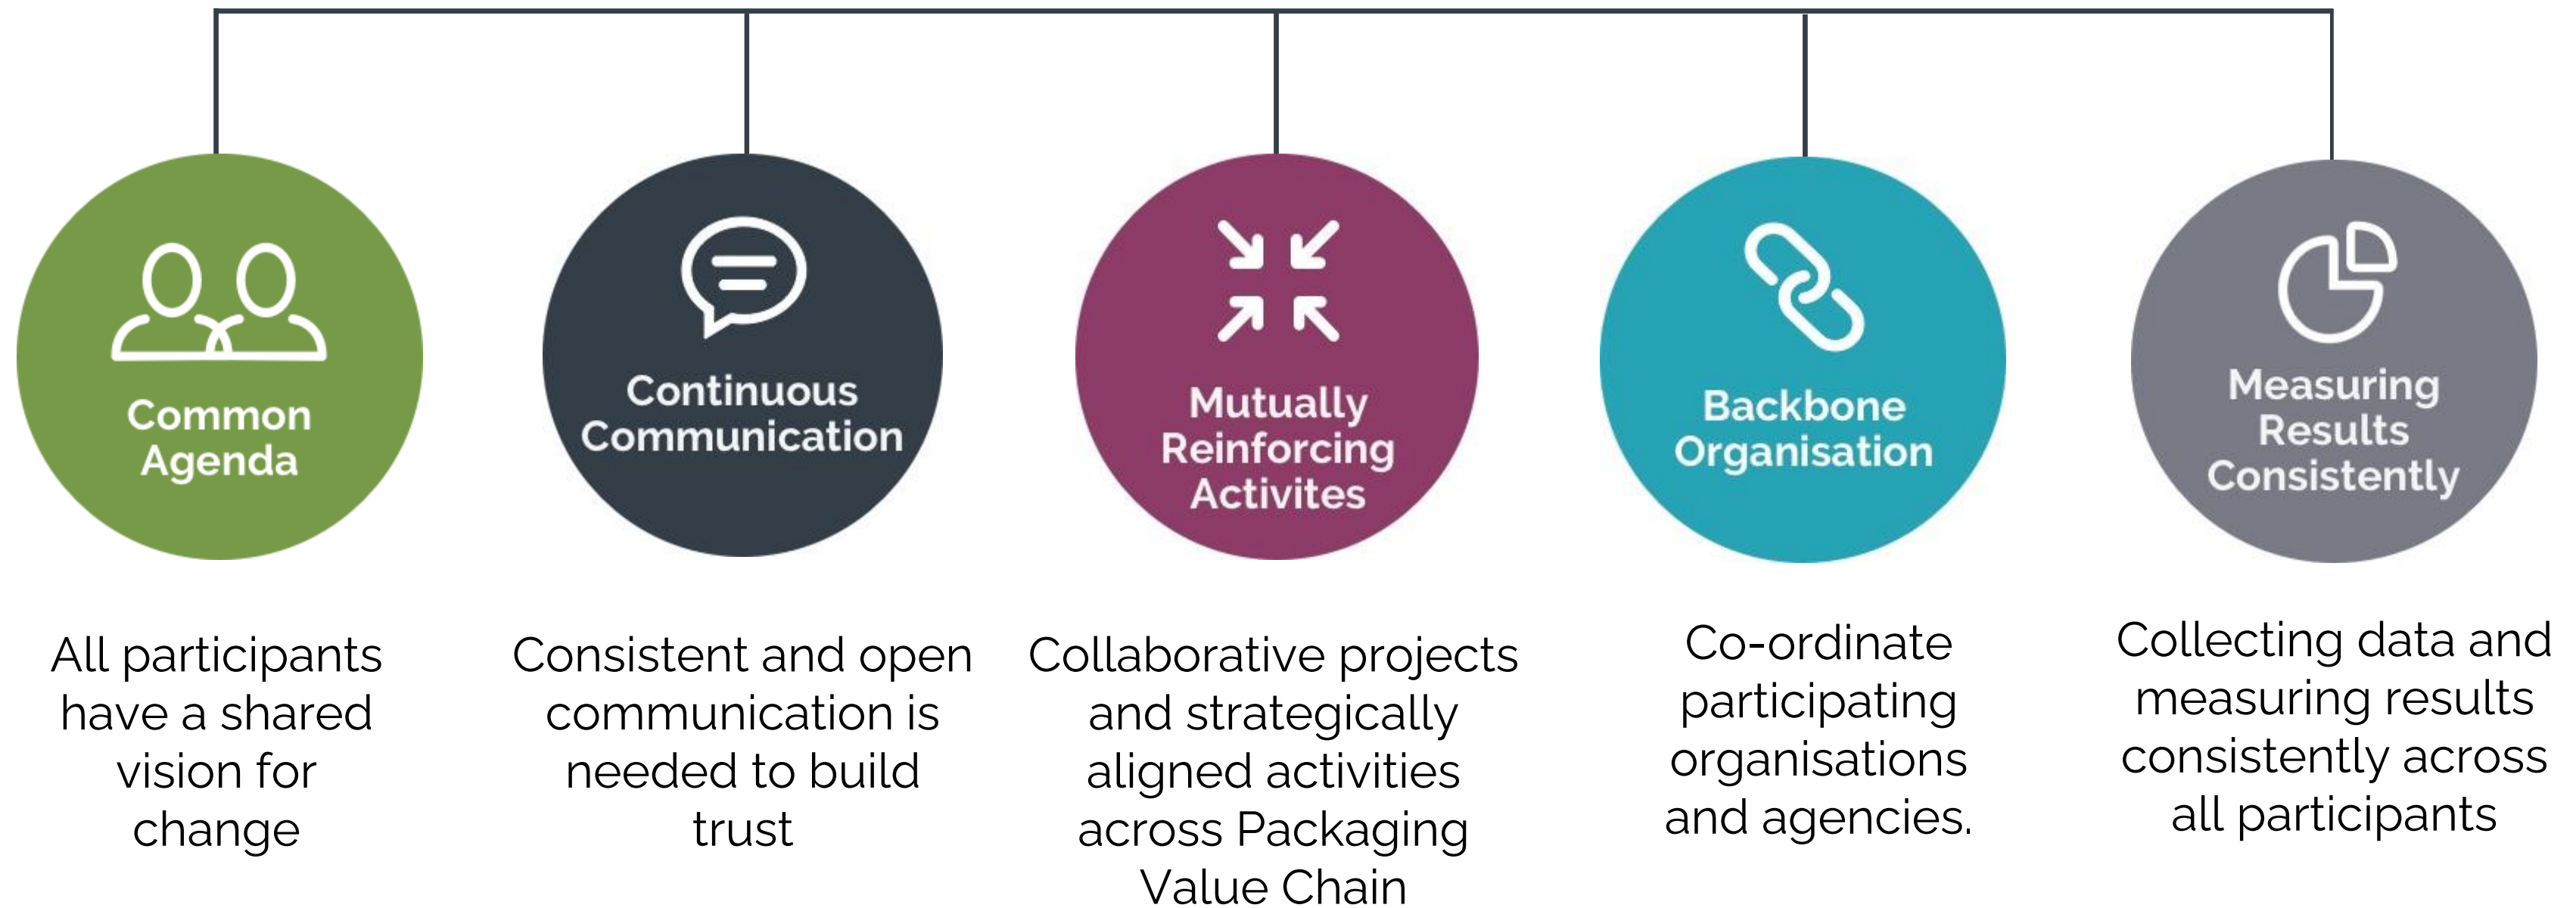 Common
Agenda
Continuous
Communication
Mutually
Reinforcing
Activites
Backbone
Organisation
Measuring
Results
Consistently
All participants
have a shared
vision for
change
Consistent and open
communication is
needed to build
trust
Collaborative projects
and strategically
aligned activities
across Packaging
Value Chain
Co-ordinate
participating
organisations
and agencies.
Collecting data and
measuring results
consistently across
all participants